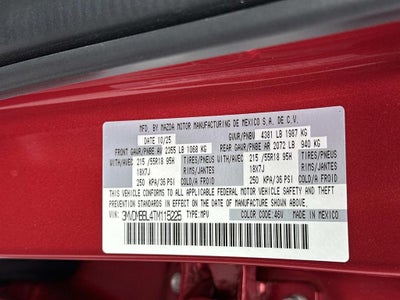 MFD. BY MAZDA MOTOR MANUFACTURING DE MEXICO S.A. DE C.V.
DATE 10/25 GVWR/PNBV 4381 LB 1987 KG
FRONT GAWR/PNBE AV 2355 LB 1068 KG REAR GAWR/PNBE AR 2072 LB 940 KG
WITH/AVEC 215 /55R18 95H TIRES/PNEUS WITH/AVEC 215 /55R18 95H TIRES/PNEUS
18X7J RIMS/JANTES 18X7J RIMS/JANTES
250 KPA/36 PSI COLD/A FROID 250 KPA/36 PSI COLD/A FROID
THIS VEHICLE CONFORMS TO ALL APPLICABLE FEDERAL MOTOR VEHICLE
SAFETY, BUMPER, AND THEFT PREVENTION STANDARDS IN EFFECT ON THE
DATE OF MANUFACTURE SHOWN ABOVE.
VIN: 3MVDMBBL4TM115225 TYPE:MPV COLOR CODE:46V MADE IN MEXICO